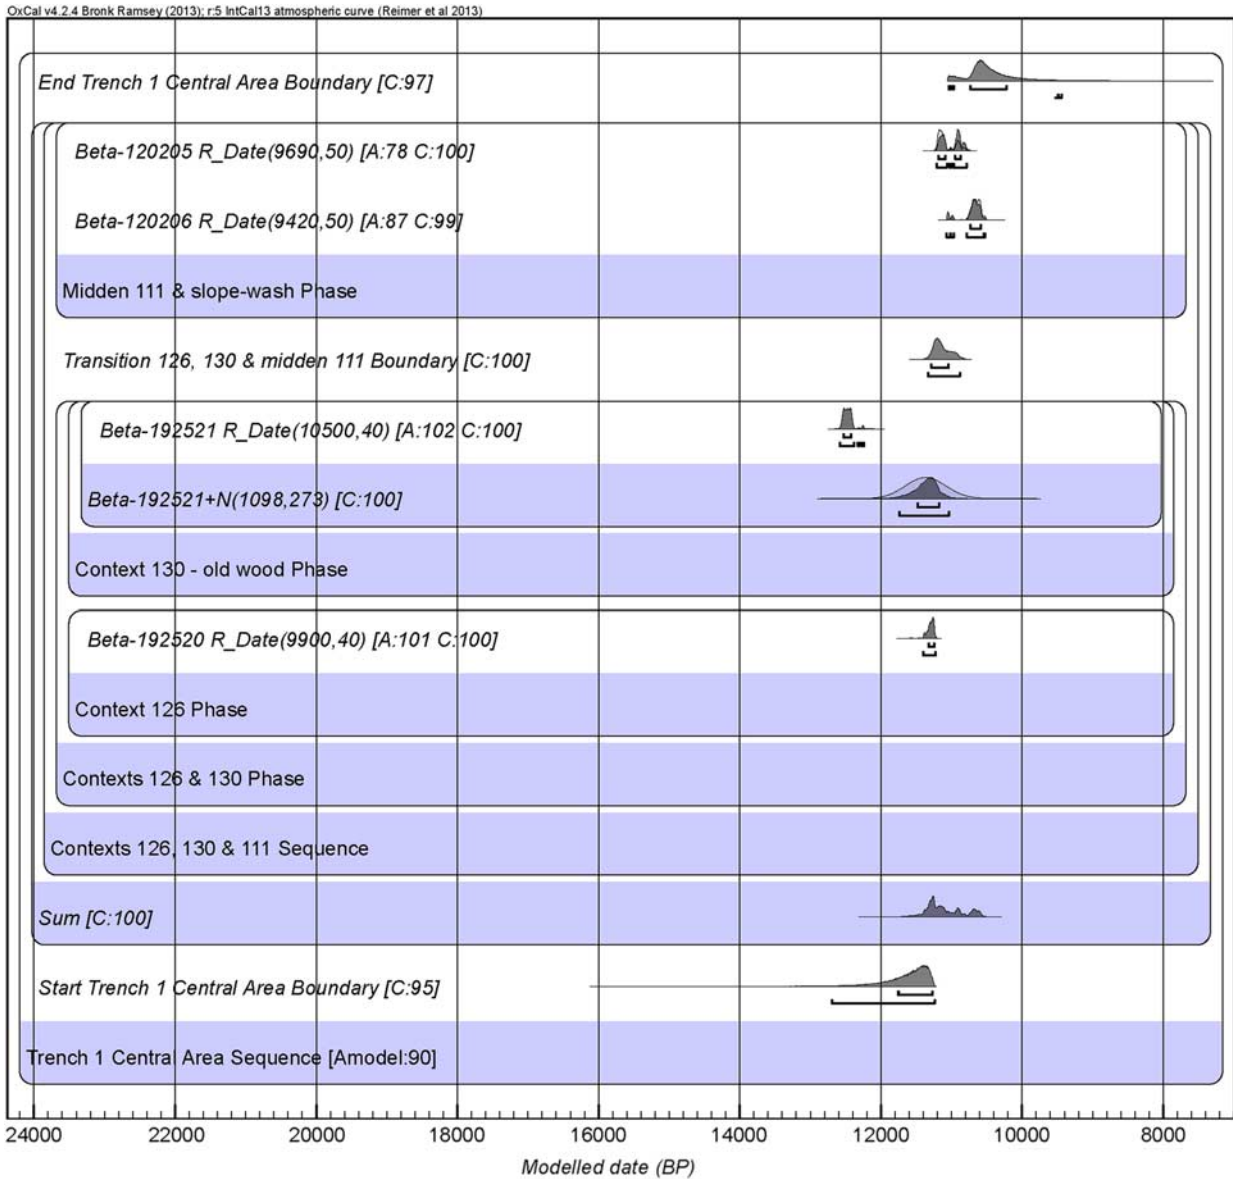 OxCal v4.2.4 Bronk Ramsey (2013); r:5 IntCal13 atmospheric curve (Reimer et al 2013)
End Trench 1 Central Area Boundary [C:97]
Beta-120205 R_Date(9690,50) [A:78 C:100]
Beta-120206 R_Date(9420,50) [A:87 C:99]
Midden 111 & slope-wash Phase
Transition 126, 130 & midden 111 Boundary [C:100]
Beta-192521 R_Date(10500,40) [A:102 C:100]
Beta-192521+N(1098,273) [C:100]
Context 130 - old wood Phase
Beta-192520 R_Date(9900,40) [A:101 C:100]
Context 126 Phase
Contexts 126 & 130 Phase
Contexts 126, 130 & 111 Sequence
Sum [C:100]
Start Trench 1 Central Area Boundary [C:95]
Trench 1 Central Area Sequence [Amodel:90]
24000 22000 20000 18000 16000 14000 12000 10000 8000
Modelled date (BP)